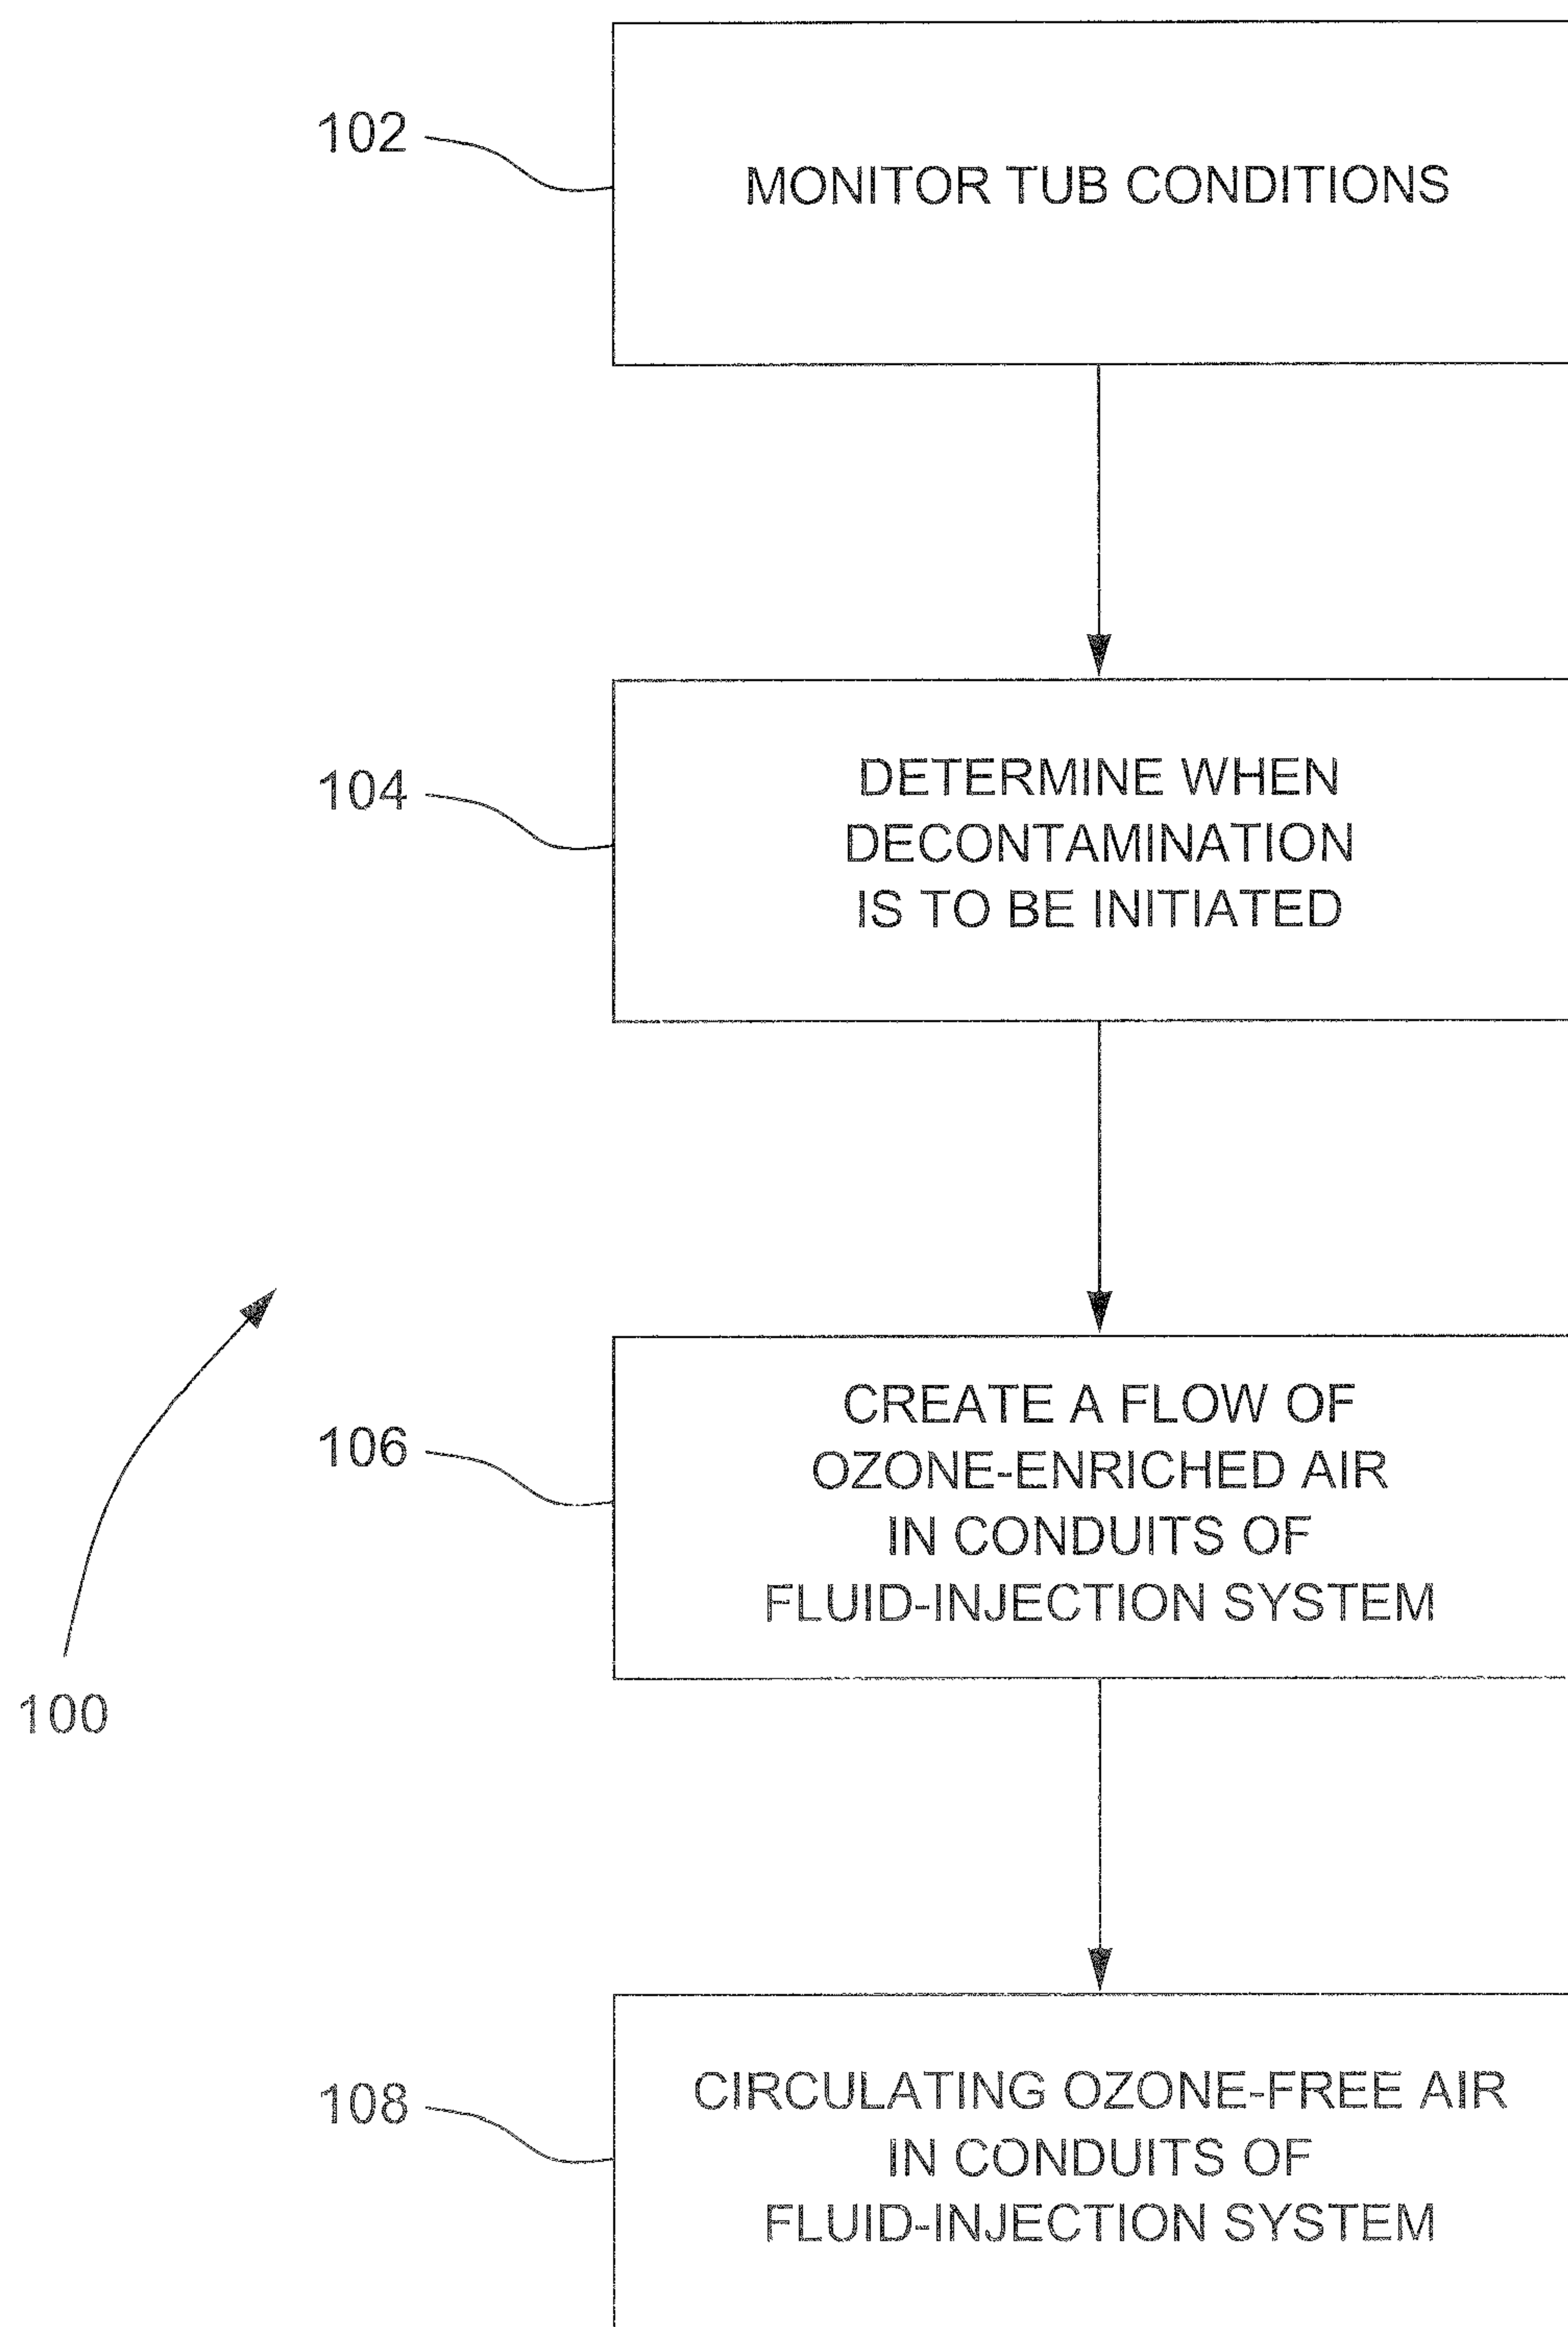 102
MONITOR TUB CONDITIONS
104
DETERMINE WHEN
DECONTAMINATION
IS TO BE INITIATED
106
CREATE A FLOW OF
OZONE-ENRICHED AIR
IN CONDUITS OF
FLUID-INJECTION SYSTEM
100
108
CIRCULATING OZONE-FREE AIR
IN CONDUITS OF
FLUID-INJECTION SYSTEM